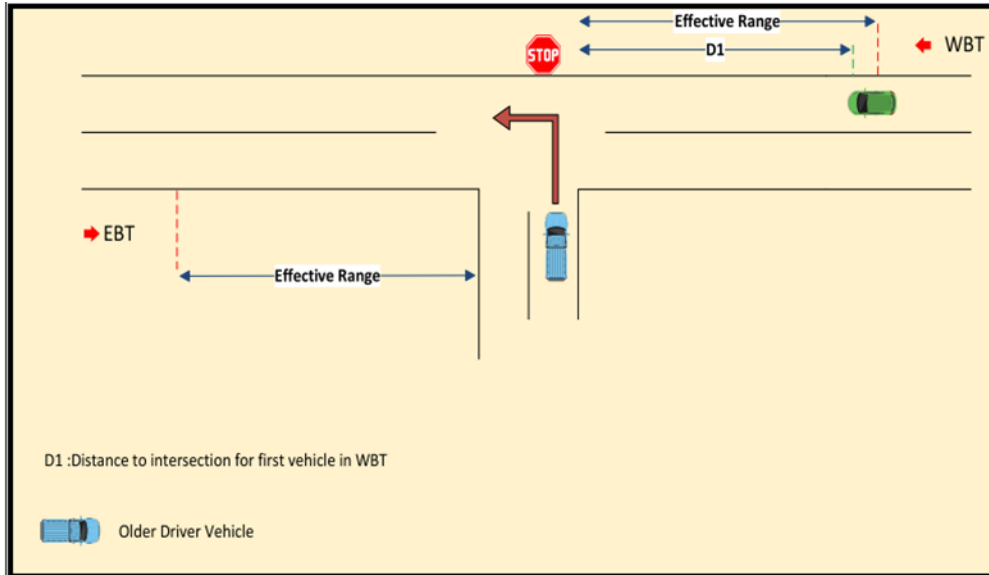 Effective Range
WBT
D1
STOP
EBT
Effective Range
D1 :Distance to intersection for first vehicle in WBT
Older Driver Vehicle